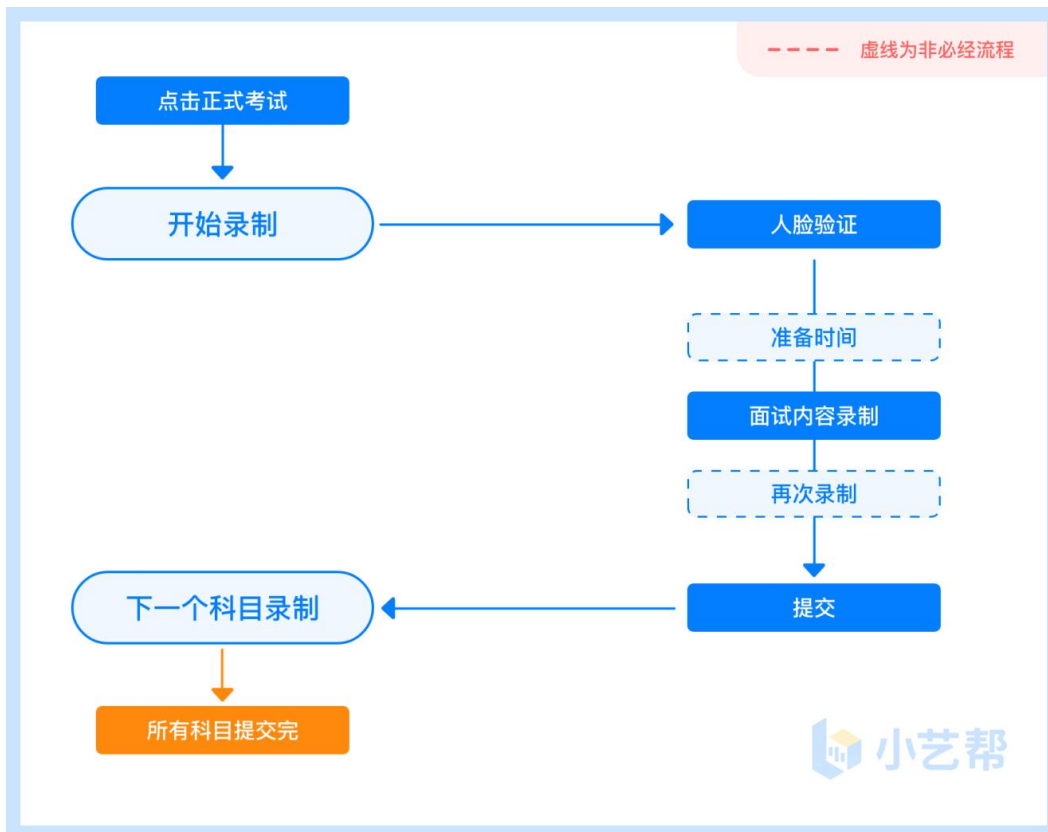 ---- 虚线为非必经流程
点击正式考试
开始录制
人脸验证
准备时间
面试内容录制
再次录制
下一个科目录制
提交
所有科目提交完
小艺帮